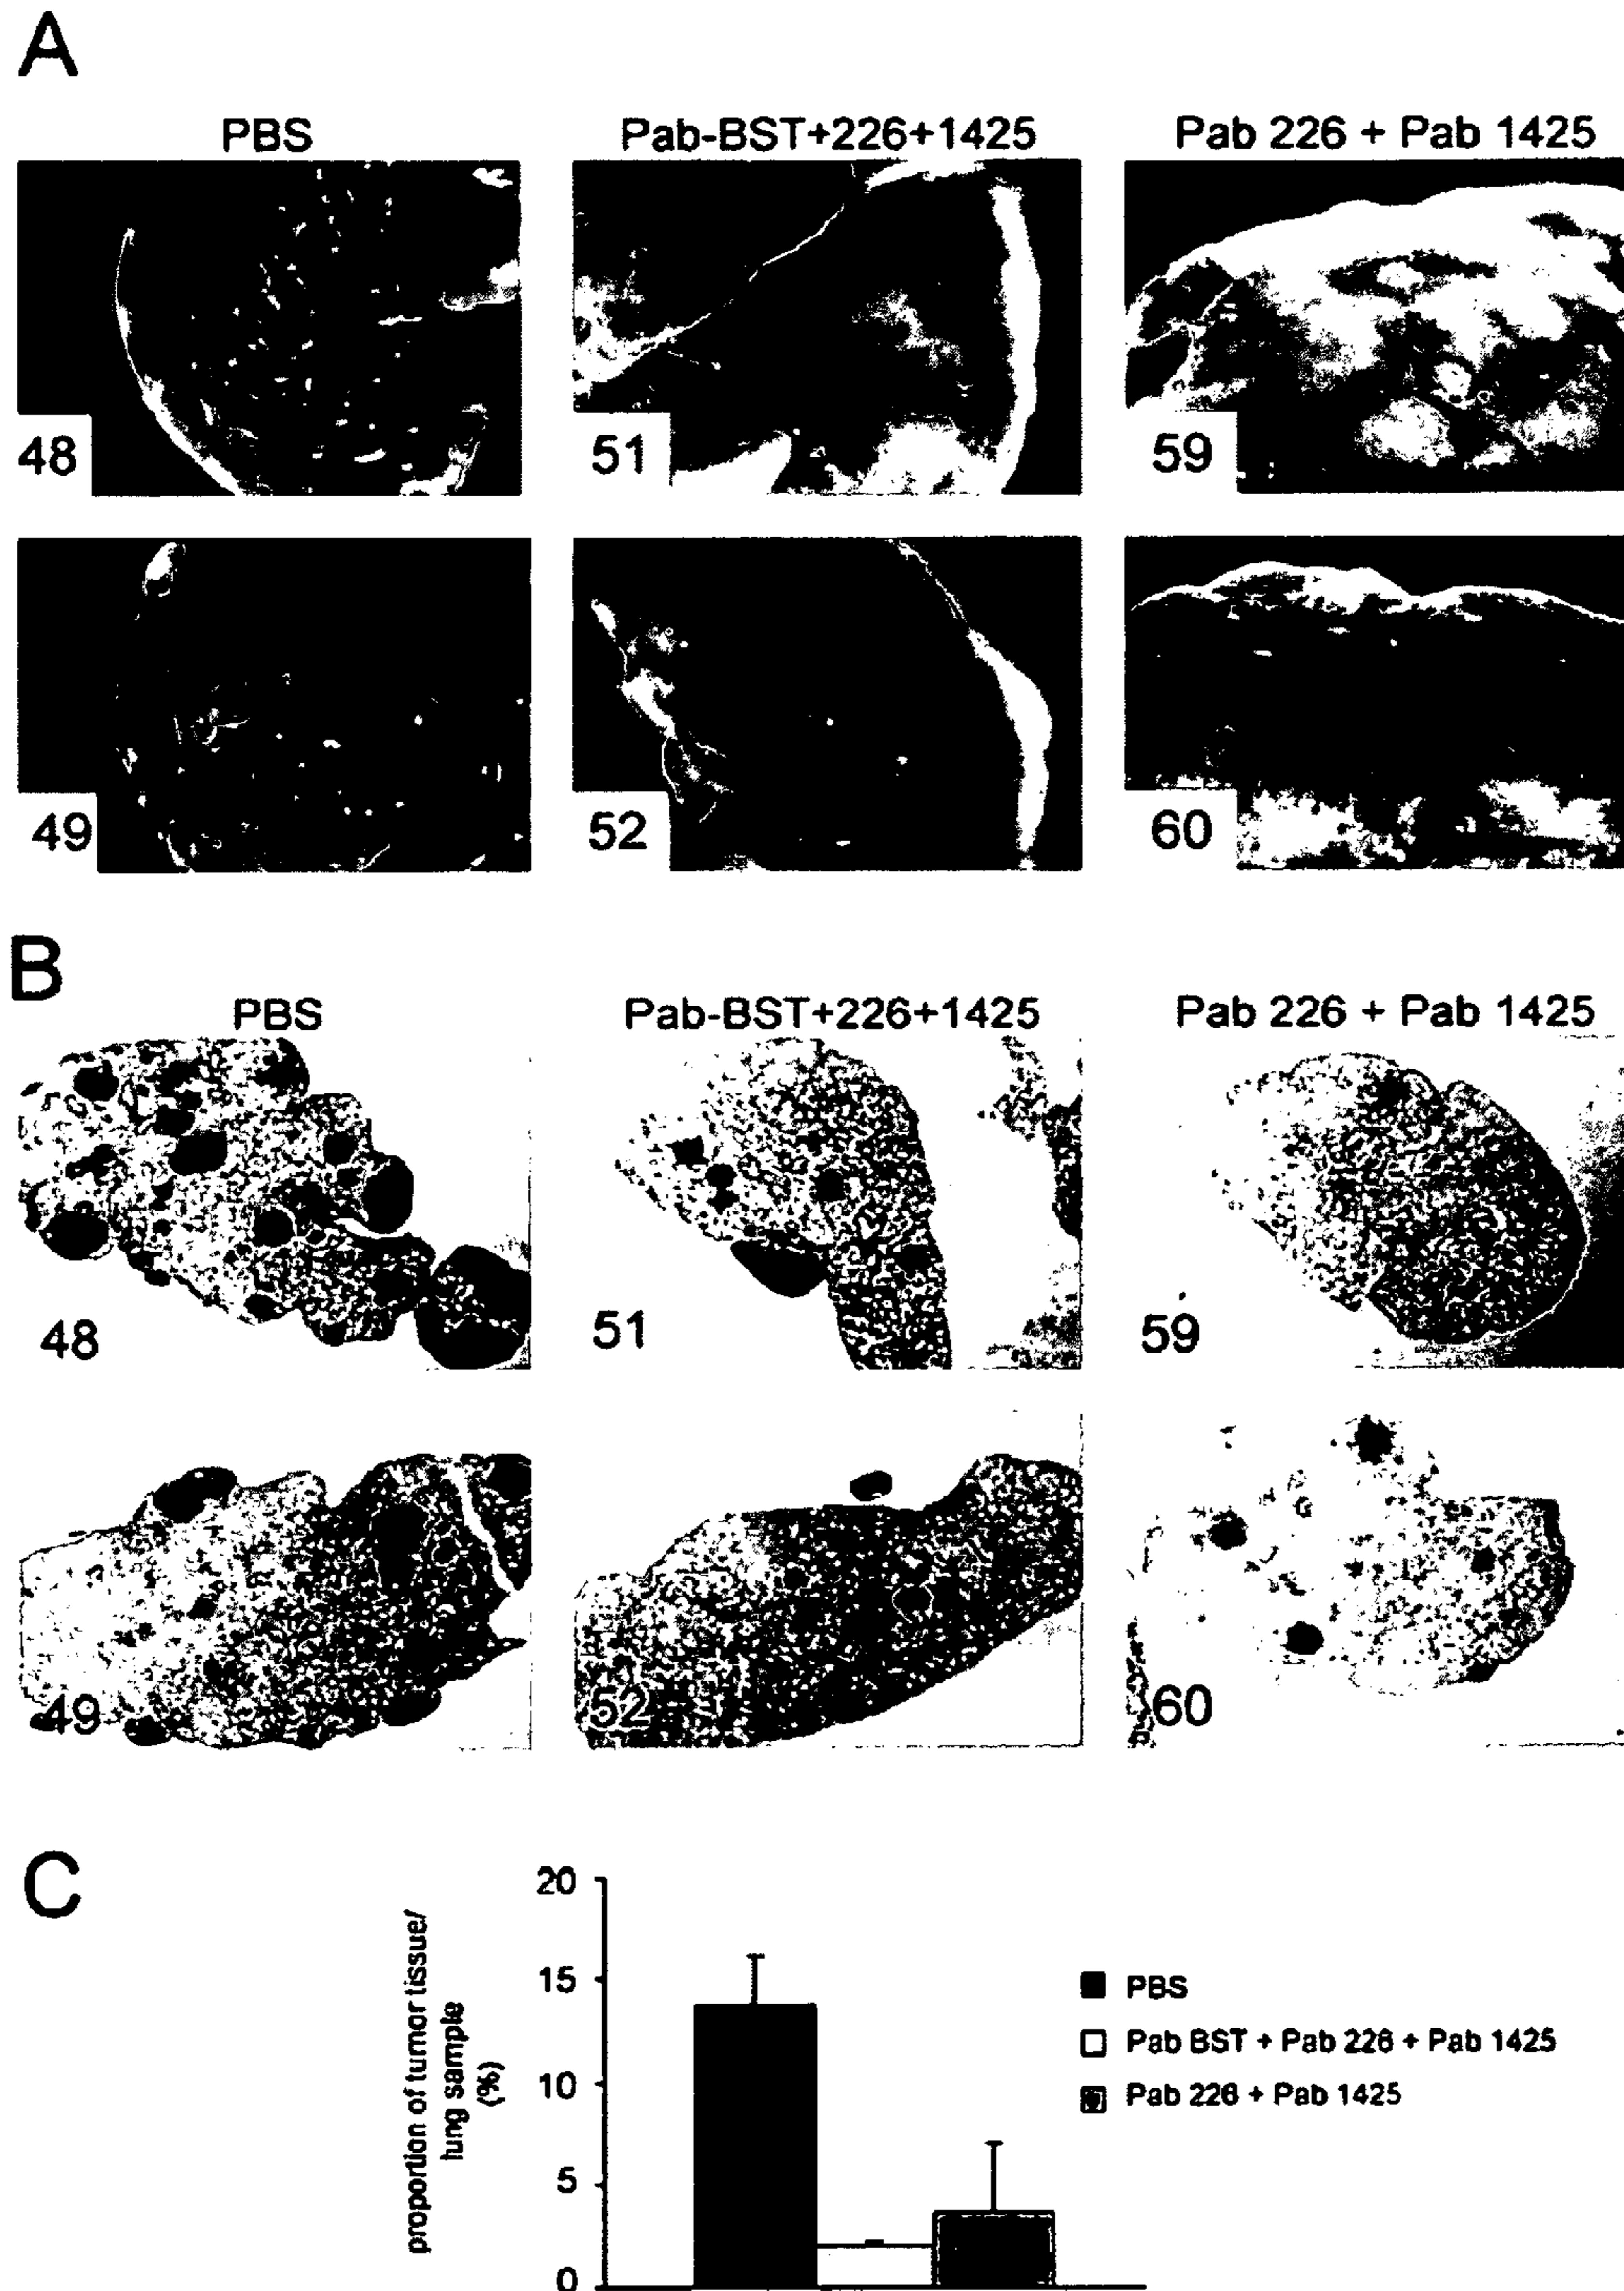 A
PBS
Pab-BST+226+1425
Pab 226 + Pab 1425
48
51
59
49
52
60
B
PBS
Pab-BST+226+1425
Pab 226 + Pab 1425
48
51
59
49
52
60
C
20
15
10
5
0
proportion of tumor tissue/
lung sample
(%)
PBS
Pab BST + Pab 226 + Pab 1425
Pab 226 + Pab 1425